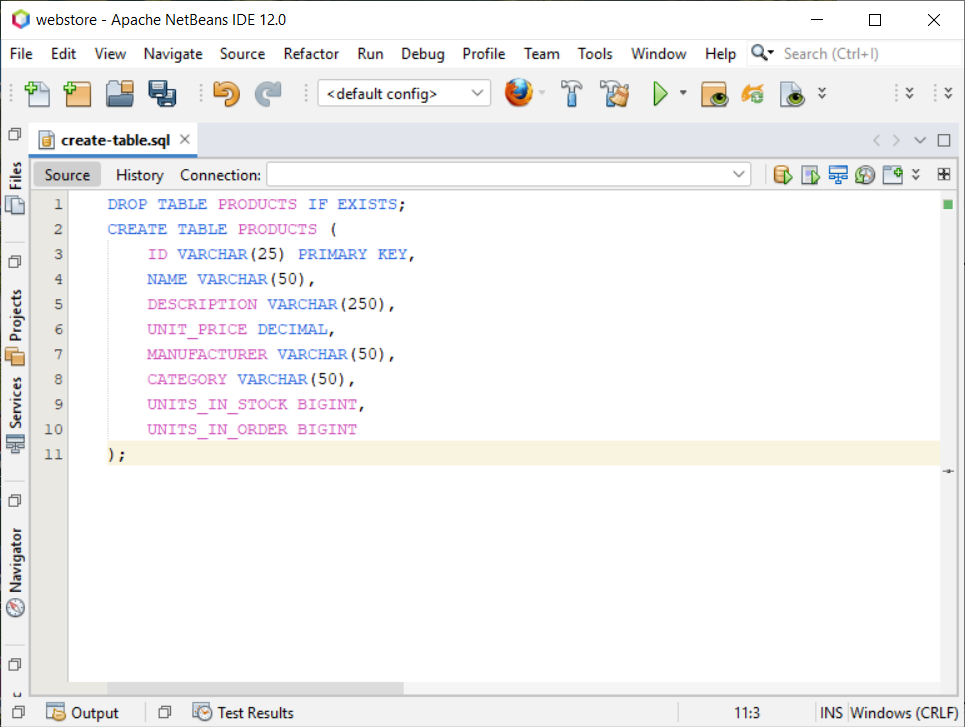 webstore - Apache NetBeans IDE 12.0
File Edit View Navigate Source Refactor Run Debug Profile Team Tools Window Help Search (Ctrl+I)
<default config>
create-table.sql
Source History Connection:
Files
Projects
Services
Navigator
1 DROP TABLE PRODUCTS IF EXISTS;
2 CREATE TABLE PRODUCTS (
3 ID VARCHAR(25) PRIMARY KEY,
4 NAME VARCHAR(50),
5 DESCRIPTION VARCHAR(250),
6 UNIT_PRICE DECIMAL,
7 MANUFACTURER VARCHAR(50),
8 CATEGORY VARCHAR(50),
9 UNITS_IN_STOCK BIGINT,
10 UNITS_IN_ORDER BIGINT
11 );
Output Test Results 11:3 INS Windows (CRLF)